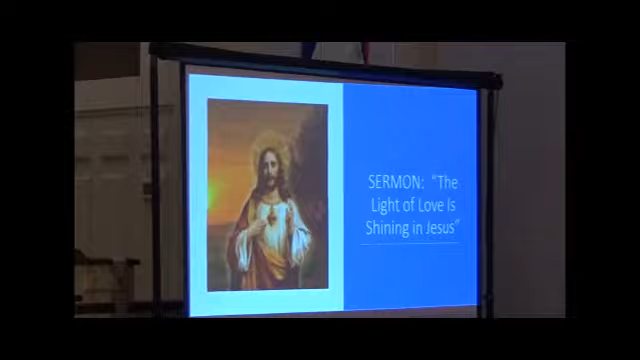 SERMON: "The
Light of Love Is
Shining in Jesus"